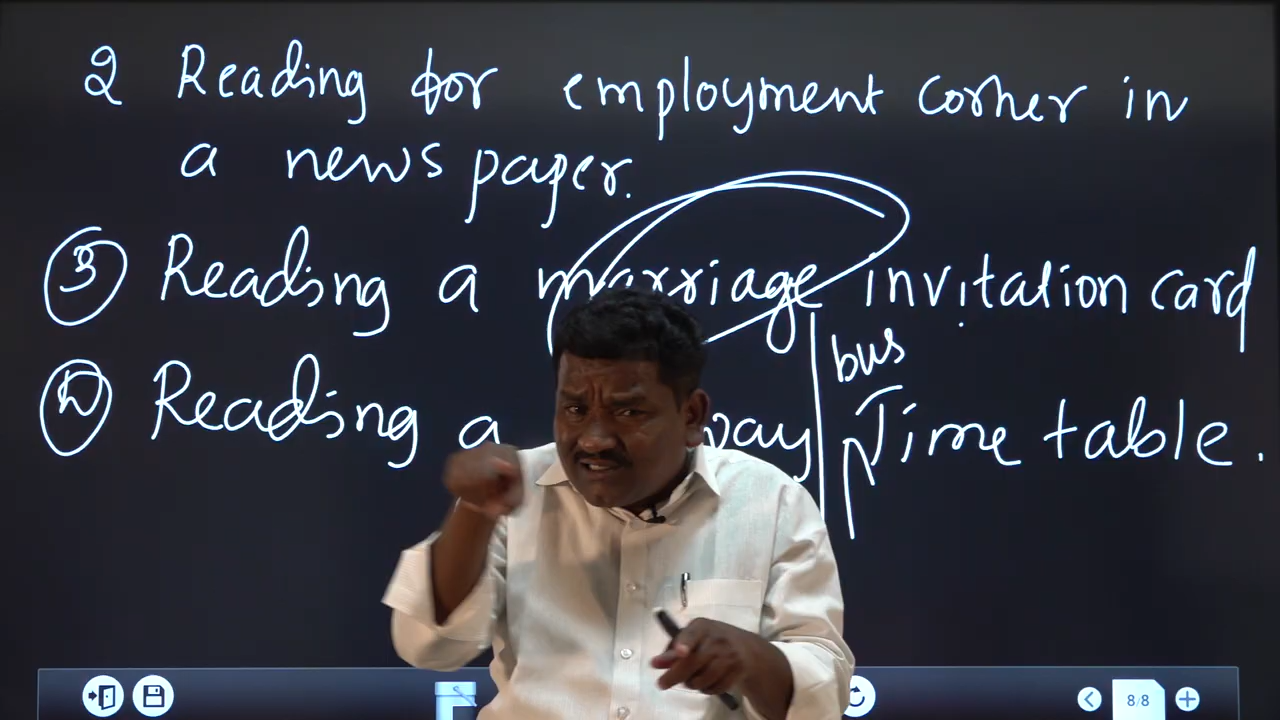 2 Reading for employment corner in
a news paper.
3 Reading a marriage invitation card
bus
4 Reading a way Time table.
8/8